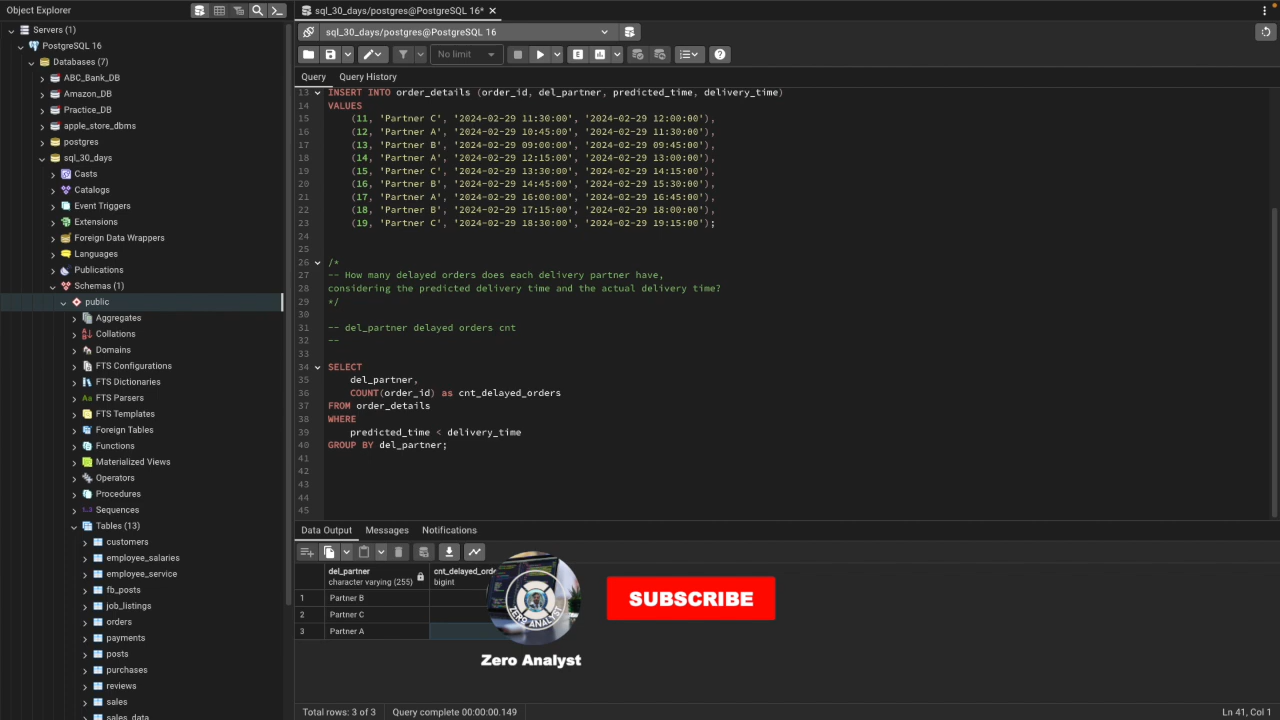 Object Explorer
sql_30_days/postgres@PostgreSQL 16*
Servers (1)
PostgreSQL 16
Databases (7)
ABC_Bank_DB
Amazon_DB
Practice_DB
apple_store_dbms
postgres
sql_30_days
Casts
Catalogs
Event Triggers
Extensions
Foreign Data Wrappers
Languages
Publications
Schemas (1)
public
Aggregates
Collations
Domains
FTS Configurations
FTS Dictionaries
FTS Parsers
FTS Templates
Foreign Tables
Functions
Materialized Views
Operators
Procedures
Sequences
Tables (13)
customers
employee_salaries
employee_service
fb_posts
job_listings
orders
payments
posts
purchases
reviews
sales
sales_data
sql_30_days/postgres@PostgreSQL 16
No limit
Query Query History
13 INSERT INTO order_details (order_id, del_partner, predicted_time, delivery_time)
14 VALUES
15 (11, 'Partner C', '2024-02-29 11:30:00', '2024-02-29 12:00:00'),
16 (12, 'Partner A', '2024-02-29 10:45:00', '2024-02-29 11:30:00'),
17 (13, 'Partner B', '2024-02-29 09:00:00', '2024-02-29 09:45:00'),
18 (14, 'Partner A', '2024-02-29 12:15:00', '2024-02-29 13:00:00'),
19 (15, 'Partner C', '2024-02-29 13:30:00', '2024-02-29 14:15:00'),
20 (16, 'Partner B', '2024-02-29 14:45:00', '2024-02-29 15:30:00'),
21 (17, 'Partner A', '2024-02-29 16:00:00', '2024-02-29 16:45:00'),
22 (18, 'Partner B', '2024-02-29 17:15:00', '2024-02-29 18:00:00'),
23 (19, 'Partner C', '2024-02-29 18:30:00', '2024-02-29 19:15:00');
24
25
26 /*
27 -- How many delayed orders does each delivery partner have,
28 considering the predicted delivery time and the actual delivery time?
29 */
30
31 -- del_partner delayed orders cnt
32 --
33
34 SELECT
35 del_partner,
36 COUNT(order_id) as cnt_delayed_orders
37 FROM order_details
38 WHERE
39 predicted_time < delivery_time
40 GROUP BY del_partner;
41
42
43
44
45
Data Output Messages Notifications
del_partner cnt_delayed_orde
character varying (255) bigint
1 Partner B
2 Partner C
3 Partner A
ZERO ANALYST
SUBSCRIBE
Zero Analyst
Total rows: 3 of 3 Query complete 00:00:00.149
Ln 41, Col 1